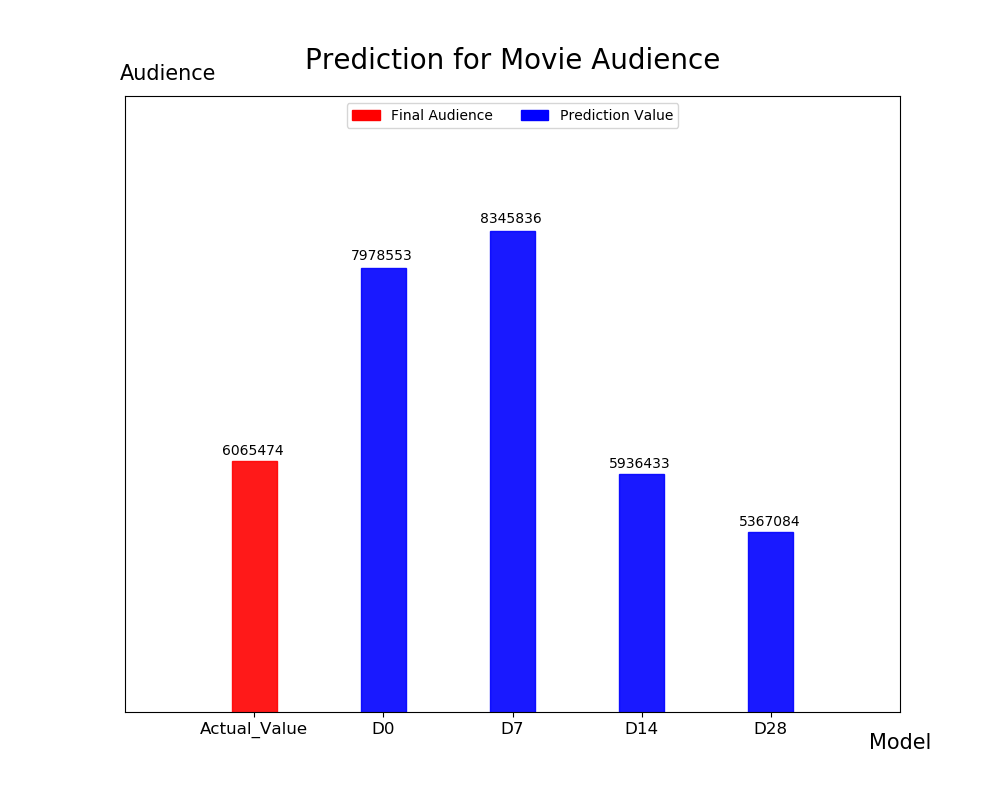 Prediction for Movie Audience
Audience
Final Audience
Prediction Value
8345836
7978553
6065474
5936433
5367084
Actual_Value
D0
D7
D14
D28
Model